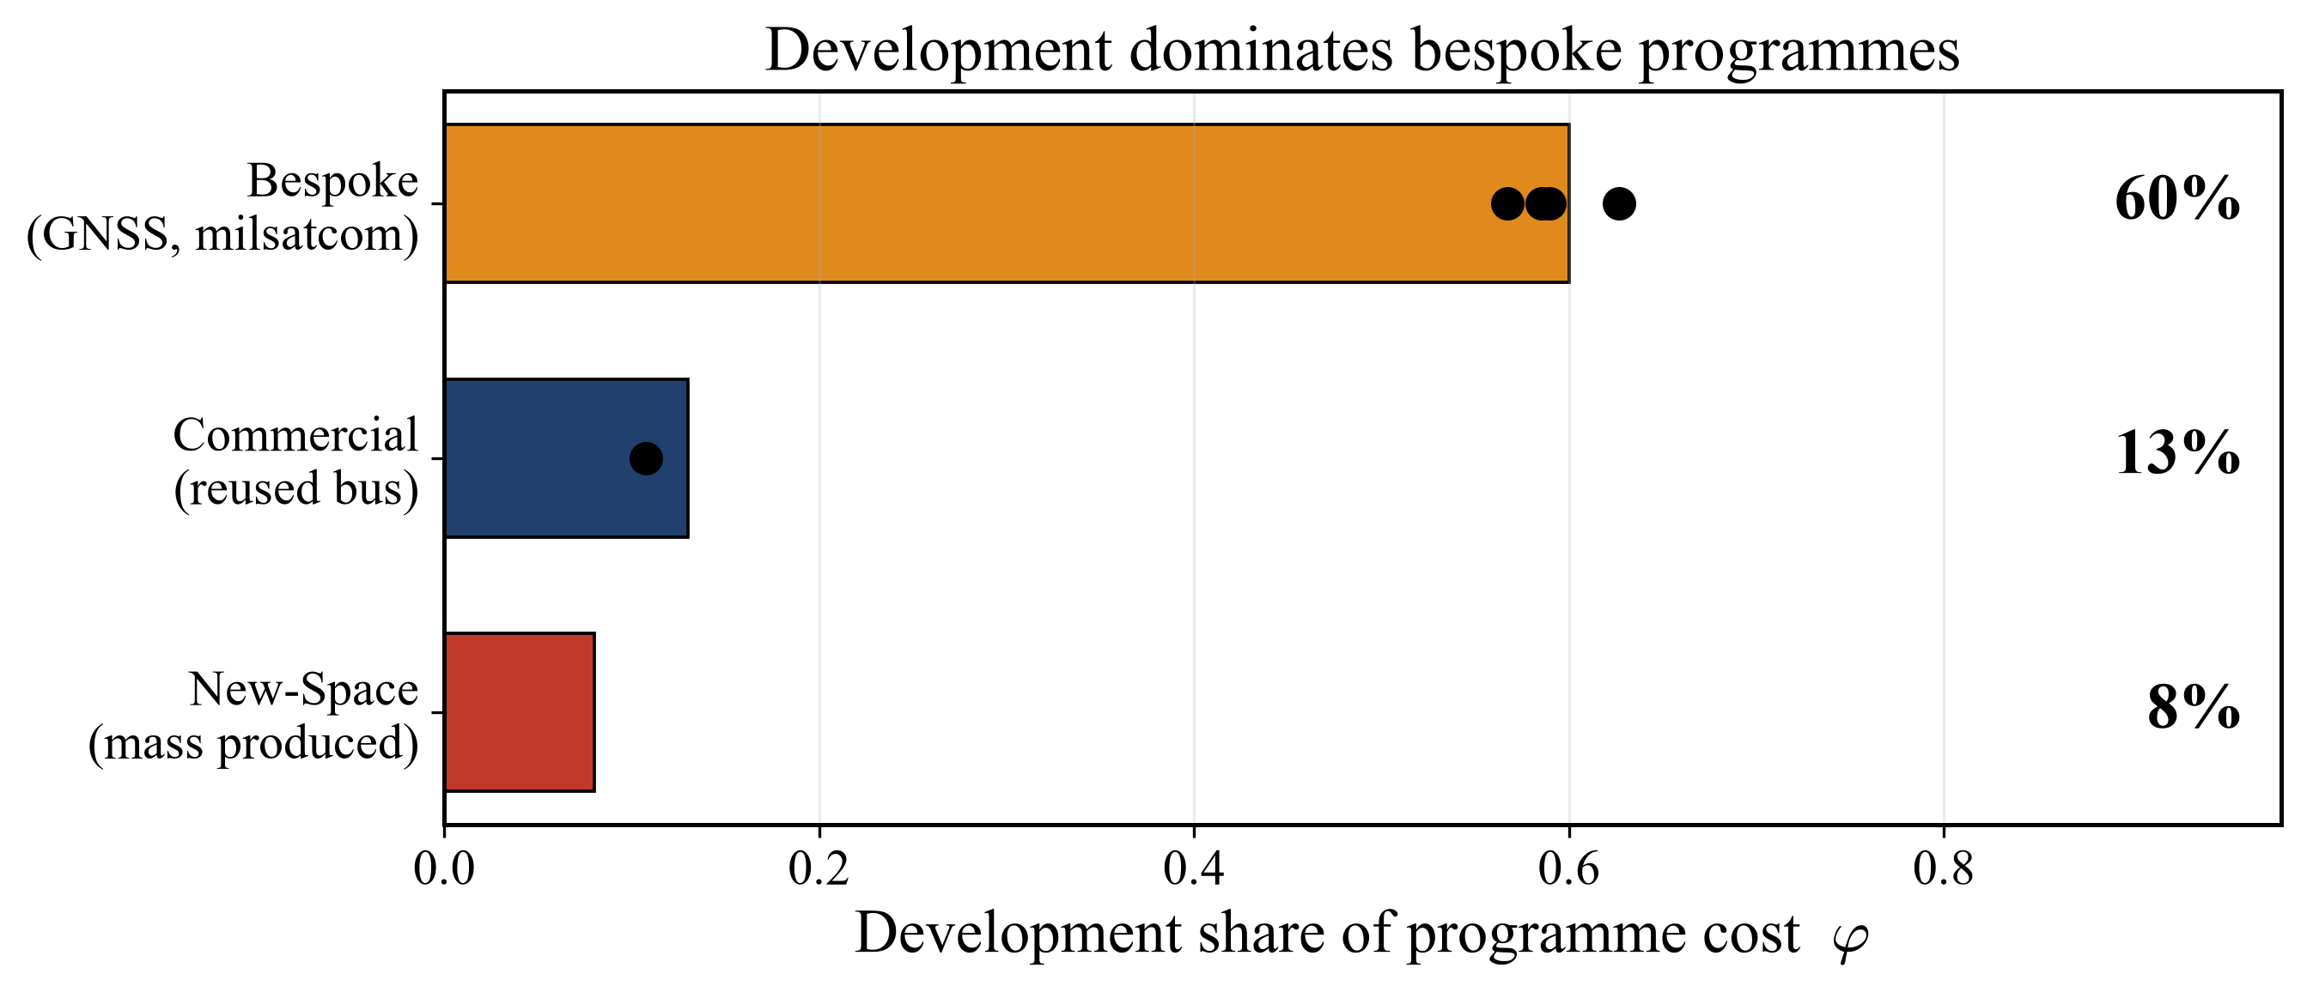 Development dominates bespoke programmes
Bespoke
(GNSS, milsatcom)
60%
Commercial
(reused bus)
13%
New-Space
(mass produced)
8%
0.0 0.2 0.4 0.6 0.8
Development share of programme cost φ